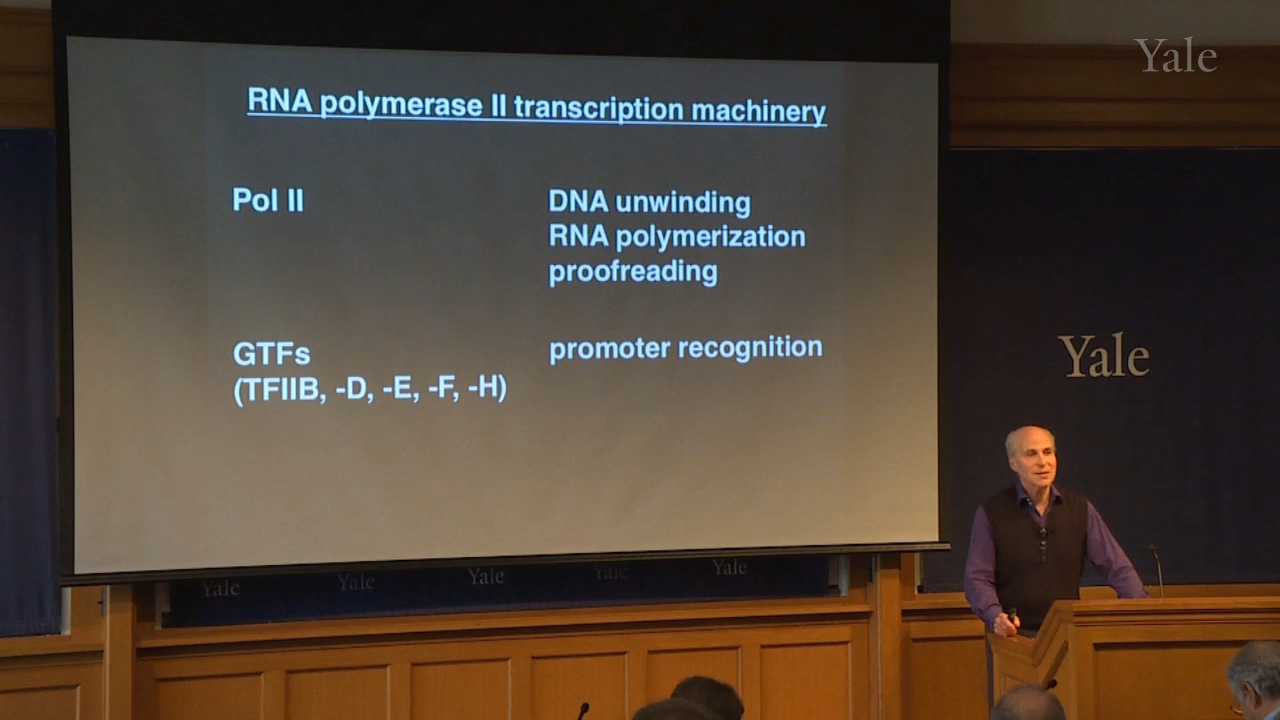 Yale
RNA polymerase II transcription machinery
Pol II
DNA unwinding
RNA polymerization
proofreading
GTFs
(TFIIB, -D, -E, -F, -H)
promoter recognition
Yale
Yale
Yale
Yale
Yale
Yale